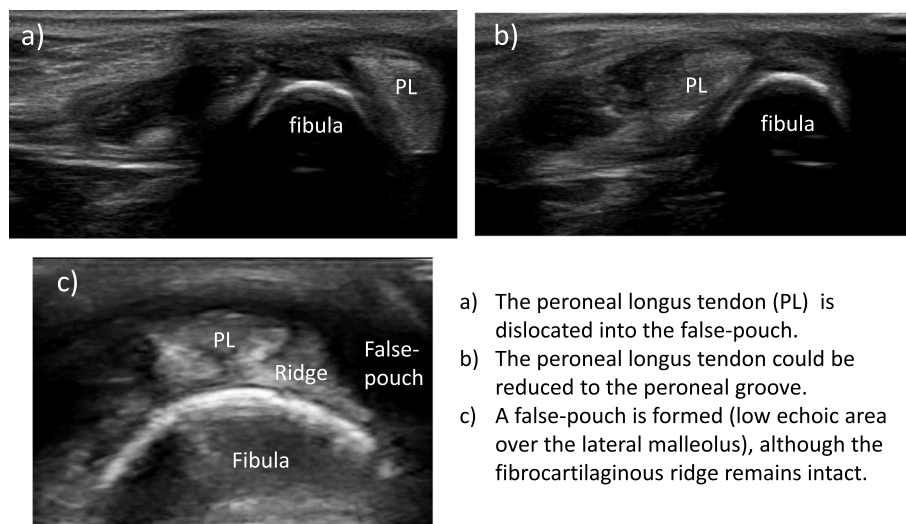 a)
PL
fibula
b)
PL
fibula
c)
PL
Ridge
False-
pouch
Fibula
a) The peroneal longus tendon (PL) is
dislocated into the false-pouch.
b) The peroneal longus tendon could be
reduced to the peroneal groove.
c) A false-pouch is formed (low echoic area
over the lateral malleolus), although the
fibrocartilaginous ridge remains intact.